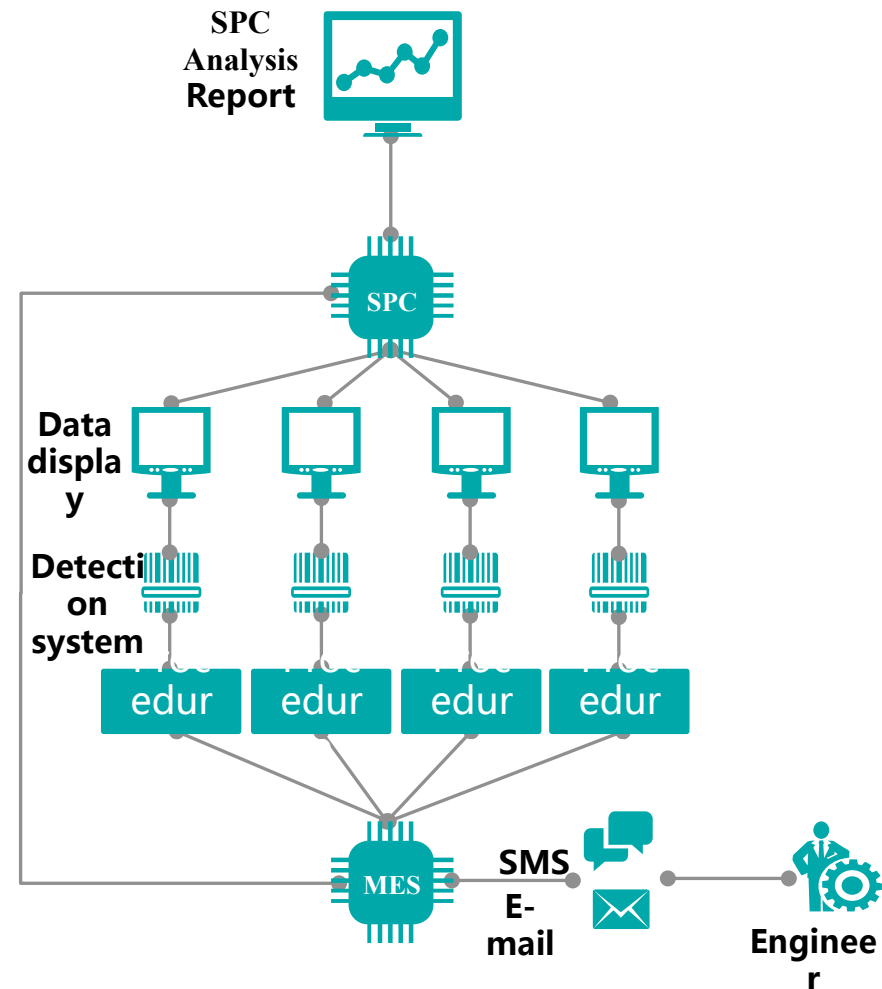 SPC
Analysis
Report
SPC
Data
displa
y
Detecti
on
system
edur
edur
edur
edur
MES
SMS
E-
mail
Enginee
r